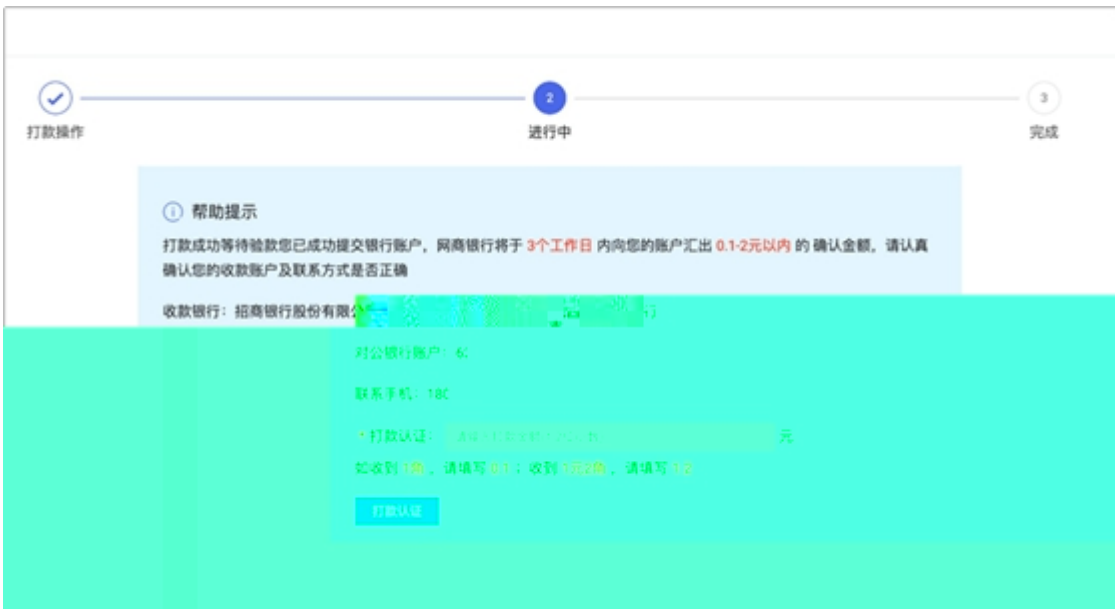 2
3
打款操作
进行中
完成
帮助提示
打款成功等待验款您已成功提交银行账户，网商银行将于 3个工作日 内向您的账户汇出 0.1-2元以内 的 确认金额，请认真
确认您的收款账户及联系方式是否正确
收款银行：招商银行股份有限
对公银行账户：6
联系手机：180
*打款认证：
元
如收到 1角，请填写 0.1；收到 1元2角，请填写 1.2
打款认证